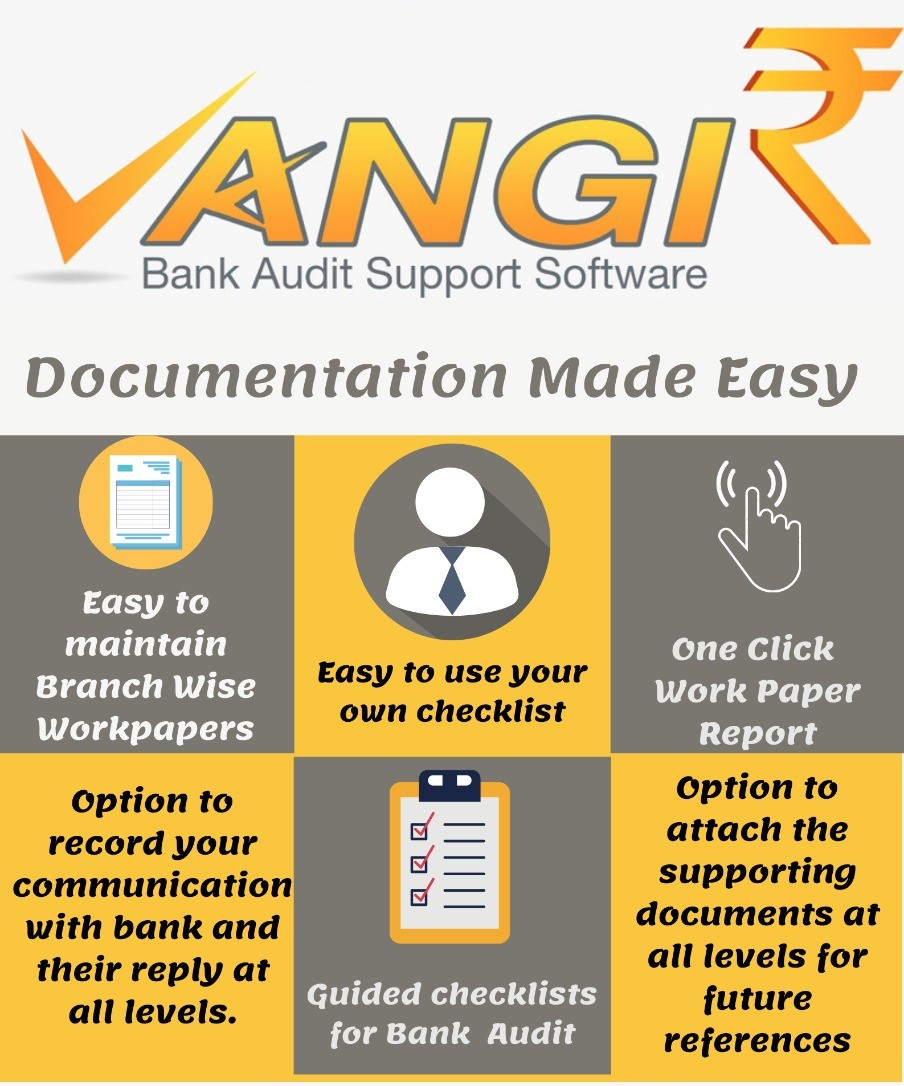 VANGI₹
Bank Audit Support Software
Documentation Made Easy
Easy to
maintain
Branch Wise
Workpapers
Easy to use your
own checklist
One Click
Work Paper
Report
Option to
record your
communication
with bank and
their reply at
all levels.
Guided checklists
for Bank Audit
Option to
attach the
supporting
documents at
all levels for
future
references